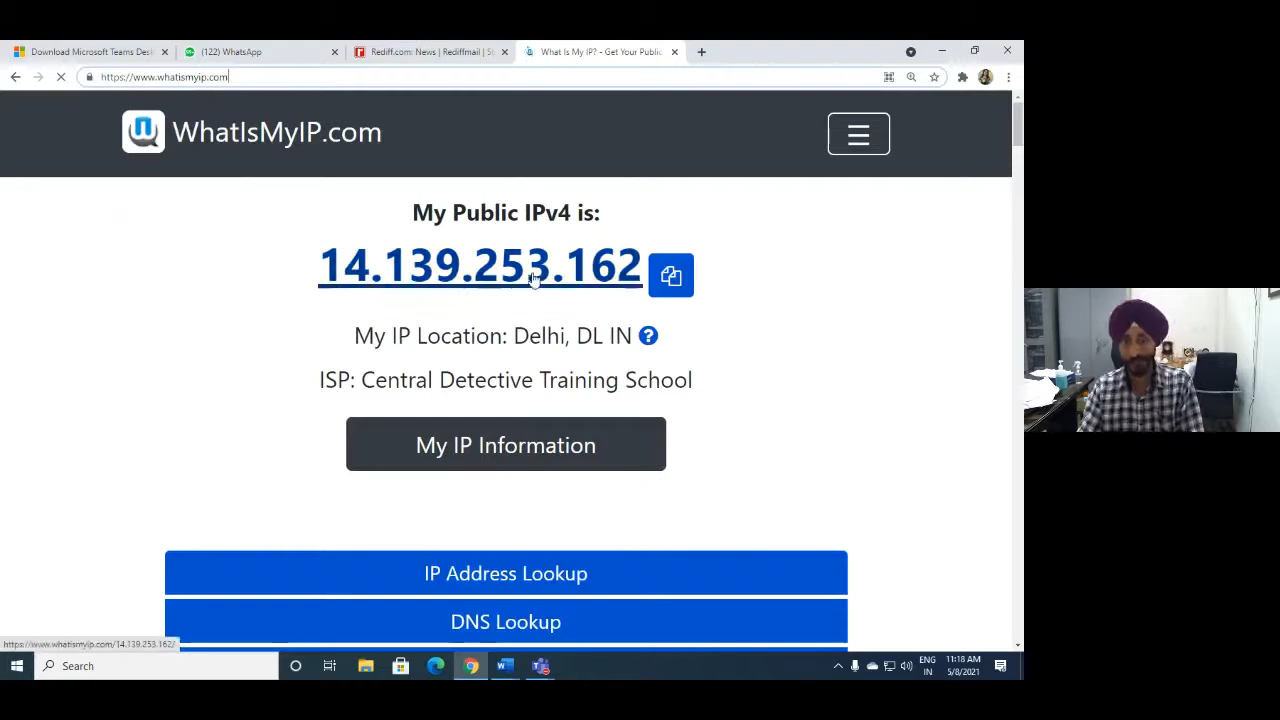 Download Microsoft Teams Des
(122) WhatsApp
Rediff.com: News | Rediffmail | St
What Is My IP? - Get Your Public
https://www.whatismyip.com
WhatIsMyIP.com
My Public IPv4 is:
14.139.253.162
My IP Location: Delhi, DL IN
ISP: Central Detective Training School
My IP Information
IP Address Lookup
DNS Lookup
https://www.whatismyip.com/14.139.253.162/
Search
ENG
IN
11:18 AM
5/8/2021